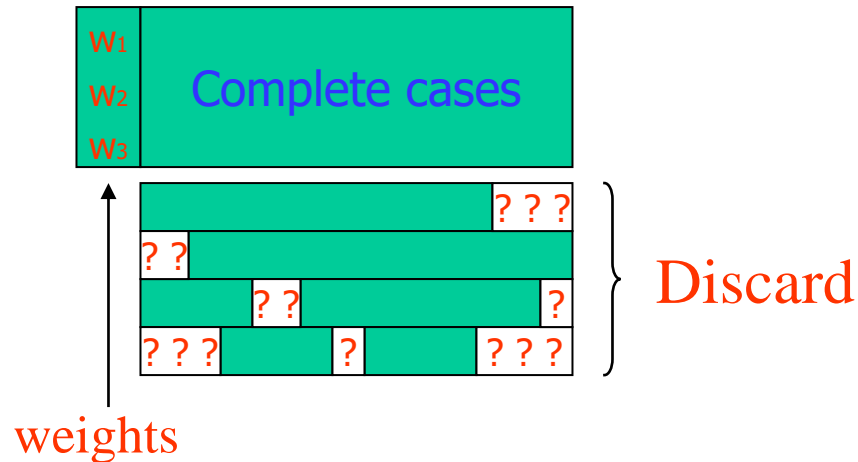 w1
w2
w3
Complete cases
? ? ?
? ?
? ? ?
? ? ? ? ? ? ?
Discard
weights